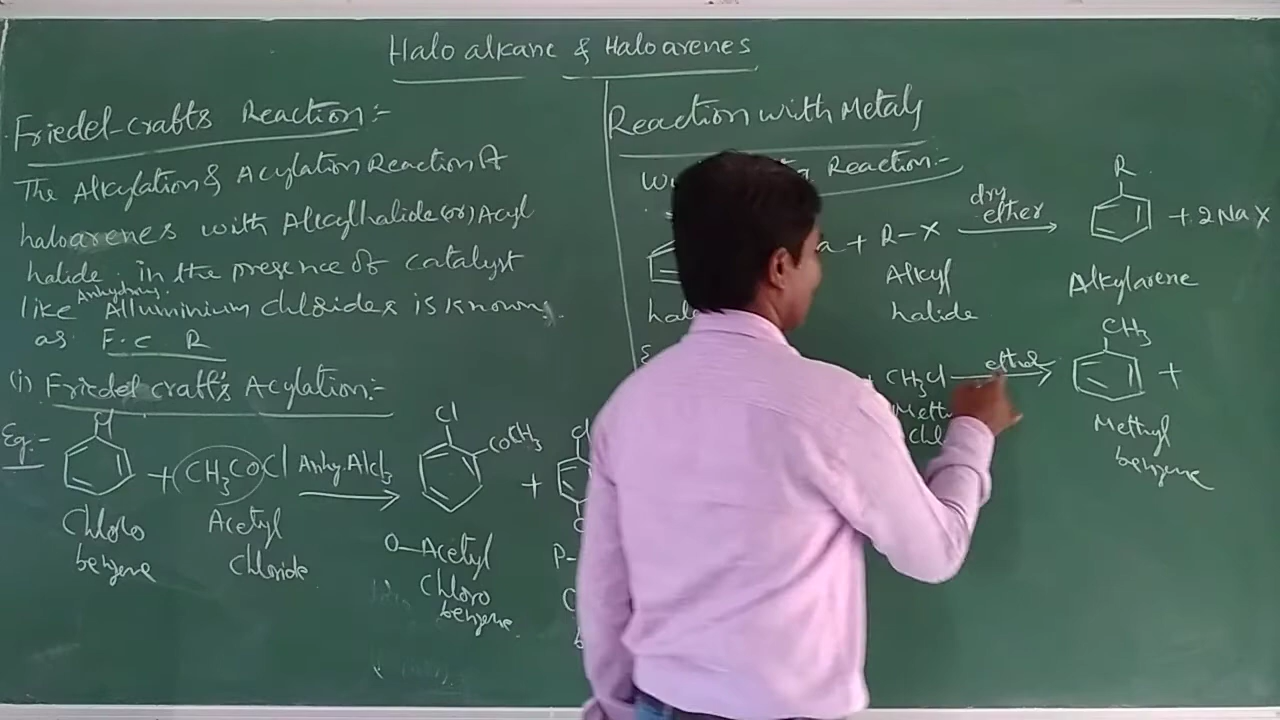 Halo alkane & Haloarenes
Friedel-crafts Reaction:-
The Alkylation & Acylation Reaction of
haloarenes with Alkylhalide (or) Acyl
halide. in the presence of catalyst
like Anhydrous Alluminium chloride is known
as F.C R
(i) Friedel craft's Acylation:-
Eg:-
Cl
+ CH3COCl Anhy.AlCl3
Cl
COCH3
+
Chloro
benzene
Acetyl
chloride
O-Acetyl
Chloro
benzene
P-
Reaction with Metals
Reaction:-
+ R-X
dry
ether
R
+ 2NaX
Alkyl
halide
Alkylarene
+ CH3Cl
ether
CH3
+
Methyl
benzene